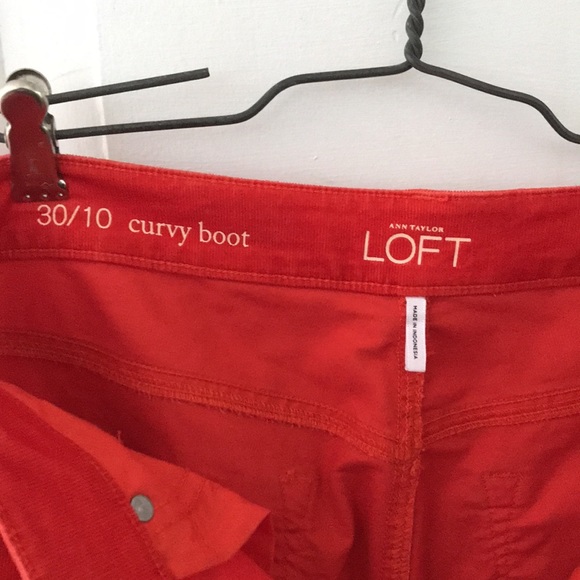 30/10 curvy boot
ANN TAYLOR
LOFT
MADE IN INDONESIA